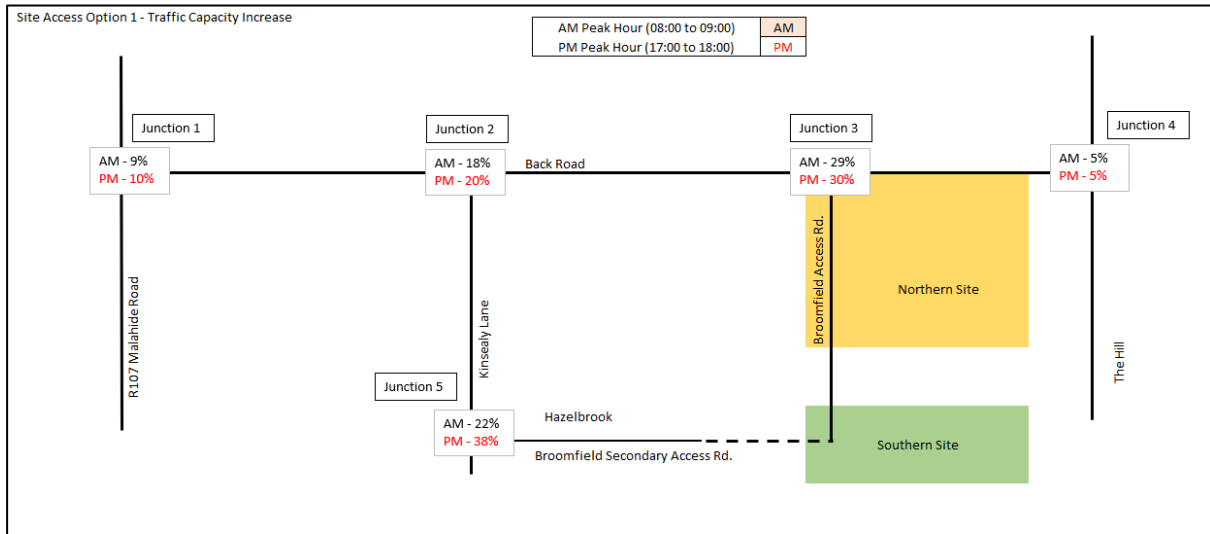 Site Access Option 1 - Traffic Capacity Increase
AM Peak Hour (08:00 to 09:00) AM
PM Peak Hour (17:00 to 18:00) PM
Junction 1
AM - 9%
PM - 10%
Junction 2
AM - 18%
PM - 20%
Back Road
Junction 3
AM - 29%
PM - 30%
Junction 4
AM - 5%
PM - 5%
R107 Malahide Road
Kinsealy Lane
Broomfield Access Rd.
Northern Site
The Hill
Junction 5
AM - 22%
PM - 38%
Hazelbrook
Broomfield Secondary Access Rd.
Southern Site